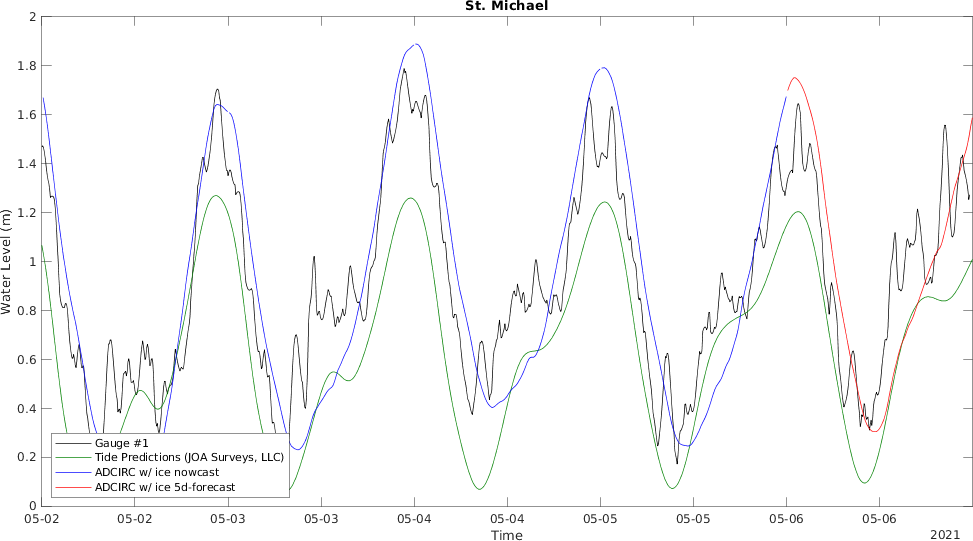 St. Michael
2
1.8
1.6
1.4
1.2
1
0.8
0.6
0.4
0.2
0
Water Level (m)
Gauge #1
Tide Predictions (JOA Surveys, LLC)
ADCIRC w/ ice nowcast
ADCIRC w/ ice 5d-forecast
05-02 05-02 05-03 05-03 05-04 05-04 05-05 05-05 05-06 05-06
Time
2021